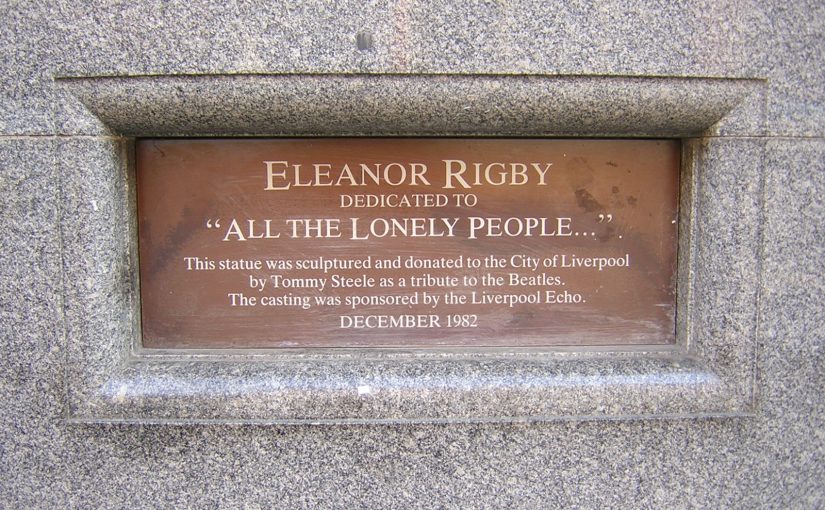 ELEANOR RIGBY
DEDICATED TO
“ALL THE LONELY PEOPLE...”.
This statue was sculptured and donated to the City of Liverpool
by Tommy Steele as a tribute to the Beatles.
The casting was sponsored by the Liverpool Echo.
DECEMBER 1982